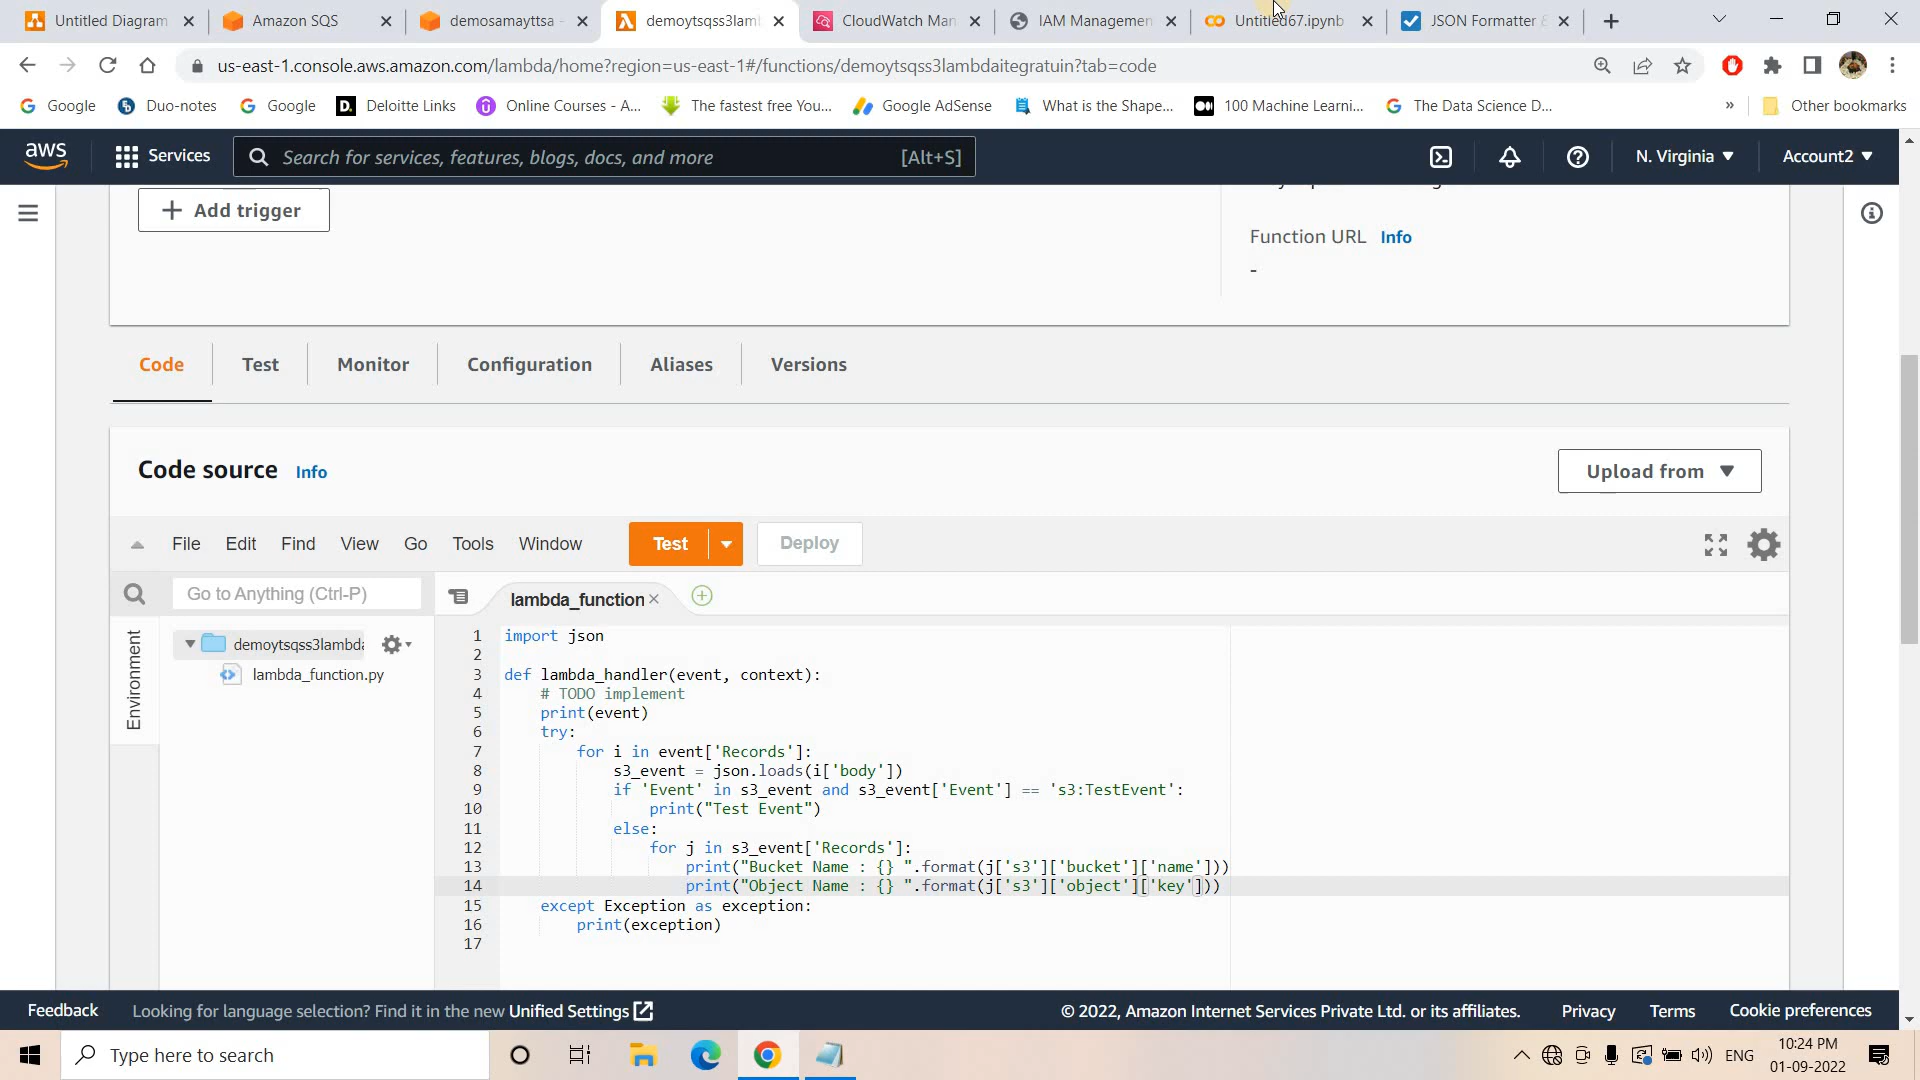 Untitled Diagram
Amazon SQS
demosamayttsa -
demoytsqss3lam
CloudWatch Man
IAM Managemen
Untitled67.ipynb
JSON Formatter &
us-east-1.console.aws.amazon.com/lambda/home?region=us-east-1#/functions/demoytsqss3lambdaitegratuin?tab=code
Google
Duo-notes
Google
D. Deloitte Links
Online Courses - A...
The fastest free You...
Google AdSense
What is the Shape...
100 Machine Learni...
The Data Science D...
»
Other bookmarks
aws
Services
Search for services, features, blogs, docs, and more
[Alt+S]
N. Virginia
Account2
+ Add trigger
Function URL Info
-
Code
Test
Monitor
Configuration
Aliases
Versions
Code source Info
Upload from
File
Edit
Find
View
Go
Tools
Window
Test
Deploy
Go to Anything (Ctrl-P)
lambda_function
Environment
demoytsqss3lambda
lambda_function.py
1 import json
2
3 def lambda_handler(event, context):
4 # TODO implement
5 print(event)
6 try:
7 for i in event['Records']:
8 s3_event = json.loads(i['body'])
9 if 'Event' in s3_event and s3_event['Event'] == 's3:TestEvent':
10 print("Test Event")
11 else:
12 for j in s3_event['Records']:
13 print("Bucket Name : {} ".format(j['s3']['bucket']['name']))
14 print("Object Name : {} ".format(j['s3']['object']['key']))
15 except Exception as exception:
16 print(exception)
17
Feedback
Looking for language selection? Find it in the new Unified Settings
© 2022, Amazon Internet Services Private Ltd. or its affiliates.
Privacy
Terms
Cookie preferences
Type here to search
ENG
10:24 PM
01-09-2022